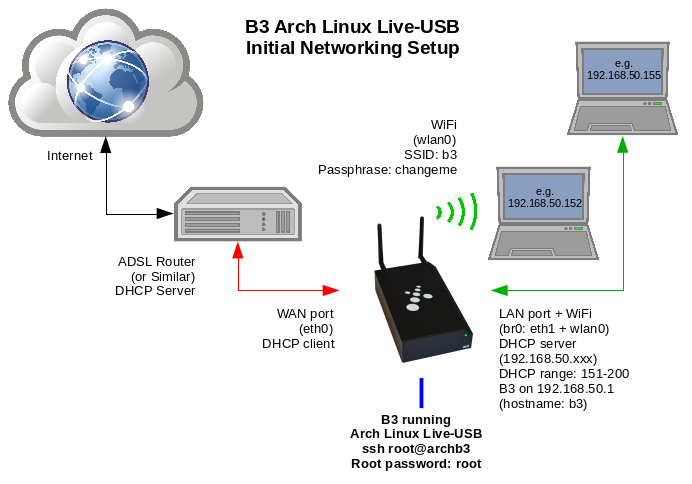 B3 Arch Linux Live-USB
Initial Networking Setup
e.g.
192.168.50.155
WiFi
(wlan0)
SSID: b3
Passphrase: changeme
Internet
e.g.
192.168.50.152
ADSL Router
(or Similar)
DHCP Server
WAN port
(eth0)
DHCP client
LAN port + WiFi
(br0: eth1 + wlan0)
DHCP server
(192.168.50.xxx)
DHCP range: 151-200
B3 on 192.168.50.1
(hostname: b3)
B3 running
Arch Linux Live-USB
ssh root@archb3
Root password: root